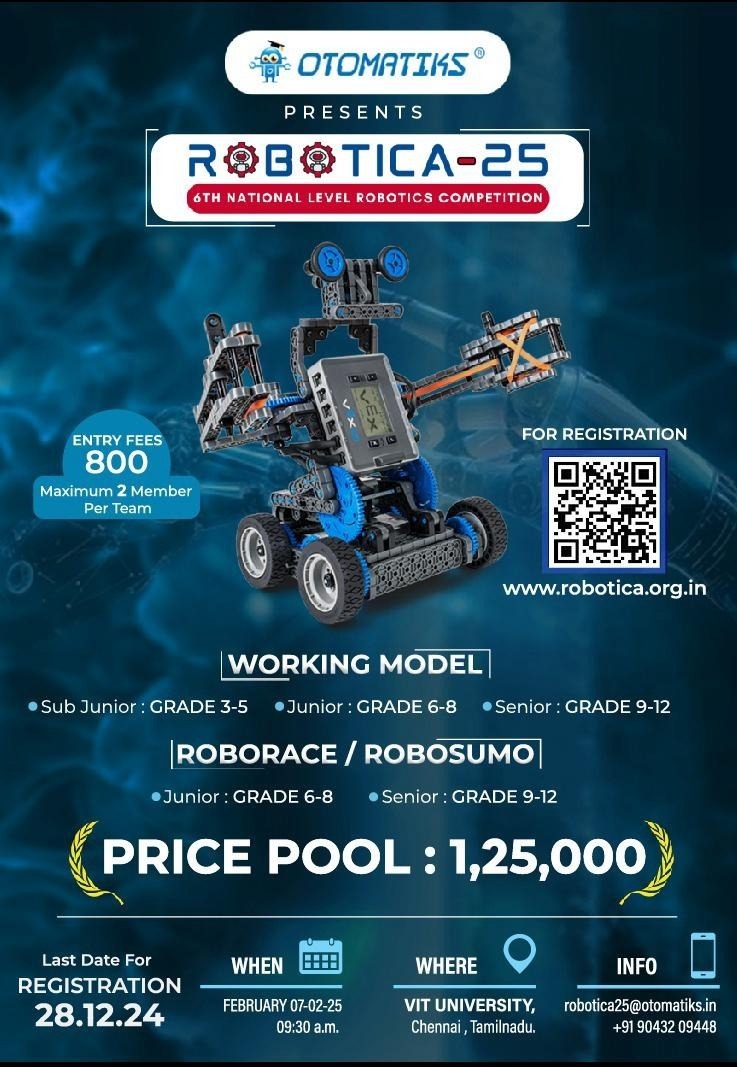 OTOMATIKS ®
PRESENTS
ROBOTICA-25
6TH NATIONAL LEVEL ROBOTICS COMPETITION
VEX
ENTRY FEES
800
Maximum 2 Member
Per Team
FOR REGISTRATION
www.robotica.org.in
WORKING MODEL
Sub Junior : GRADE 3-5 Junior : GRADE 6-8 Senior : GRADE 9-12
ROBORACE / ROBOSUMO
Junior : GRADE 6-8 Senior : GRADE 9-12
PRICE POOL : 1,25,000
Last Date For
REGISTRATION
28.12.24
WHEN
FEBRUARY 07-02-25
09:30 a.m.
WHERE
VIT UNIVERSITY,
Chennai , Tamilnadu.
INFO
robotica25@otomatiks.in
+91 90432 09448